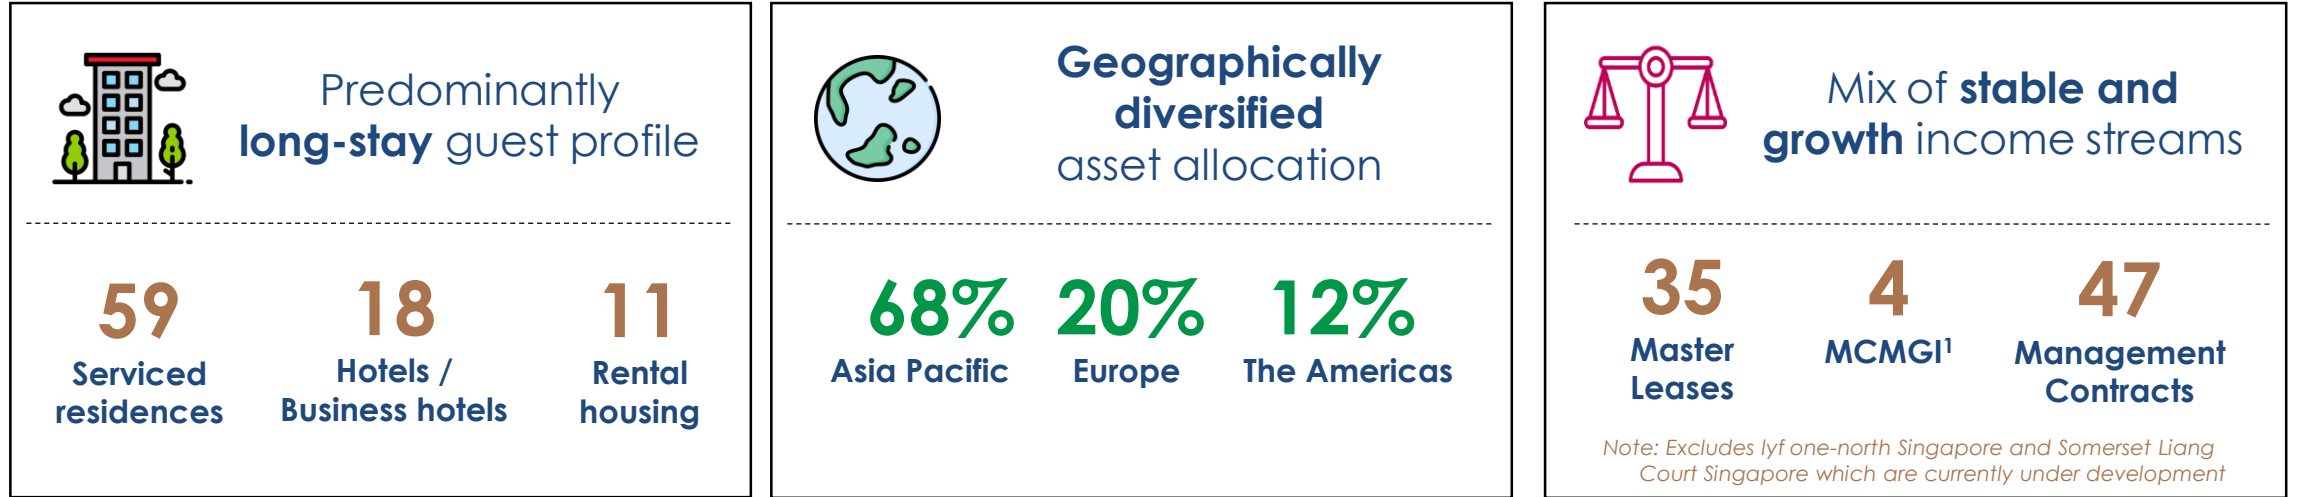 Predominantly
long-stay guest profile
59
Serviced
residences
18
Hotels /
Business hotels
11
Rental
housing
Geographically
diversified
asset allocation
68%
Asia Pacific
20%
Europe
12%
The Americas
Mix of stable and
growth income streams
35
Master
Leases
4
MCMGI¹
47
Management
Contracts
Note: Excludes lyf one-north Singapore and Somerset Liang
Court Singapore which are currently under development